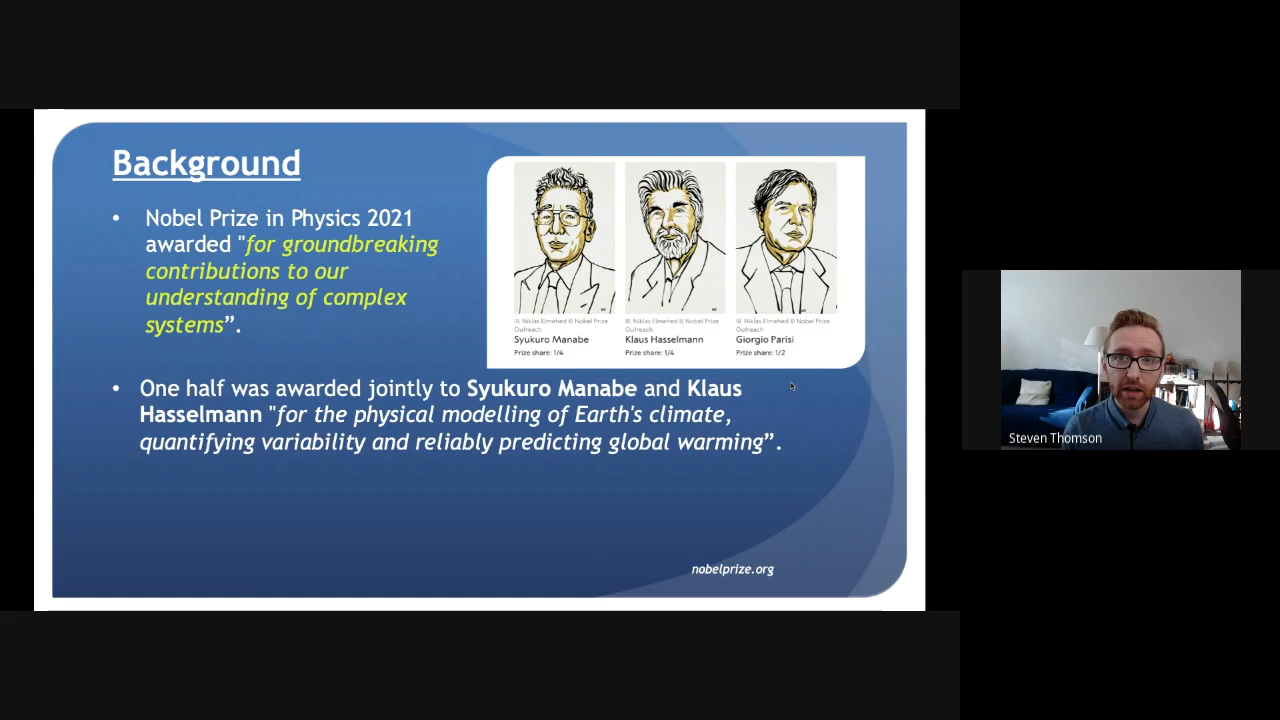 Background
• Nobel Prize in Physics 2021
awarded "for groundbreaking
contributions to our
understanding of complex
systems”.
Ill. Niklas Elmehed © Nobel Prize
Outreach
Syukuro Manabe
Prize share: 1/4
Ill. Niklas Elmehed © Nobel Prize
Outreach
Klaus Hasselmann
Prize share: 1/4
Ill. Niklas Elmehed © Nobel Prize
Outreach
Giorgio Parisi
Prize share: 1/2
• One half was awarded jointly to Syukuro Manabe and Klaus
Hasselmann "for the physical modelling of Earth's climate,
quantifying variability and reliably predicting global warming”.
nobelprize.org
Steven Thomson